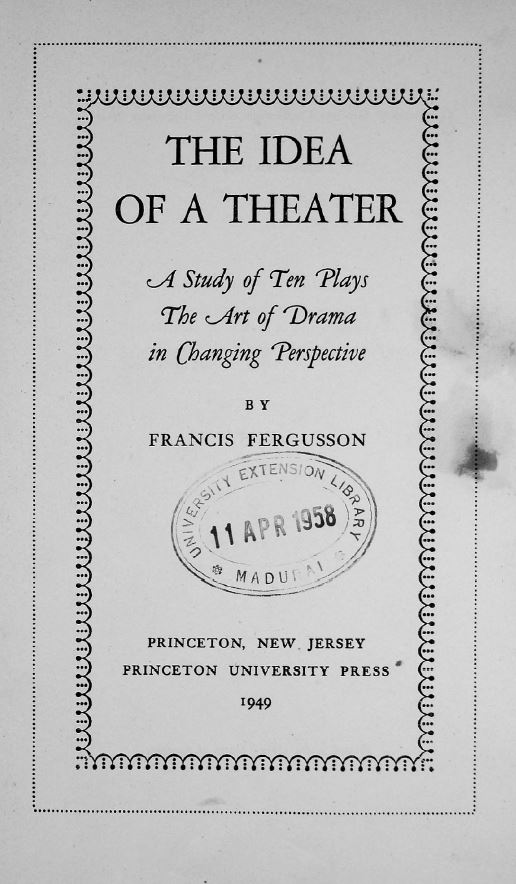 THE IDEA
OF A THEATER
A Study of Ten Plays
The Art of Drama
in Changing Perspective
BY
FRANCIS FERGUSSON
UNIVERSITY EXTENSION LIBRARY
11 APR 1958
MADURAI
PRINCETON, NEW JERSEY
PRINCETON UNIVERSITY PRESS
1949